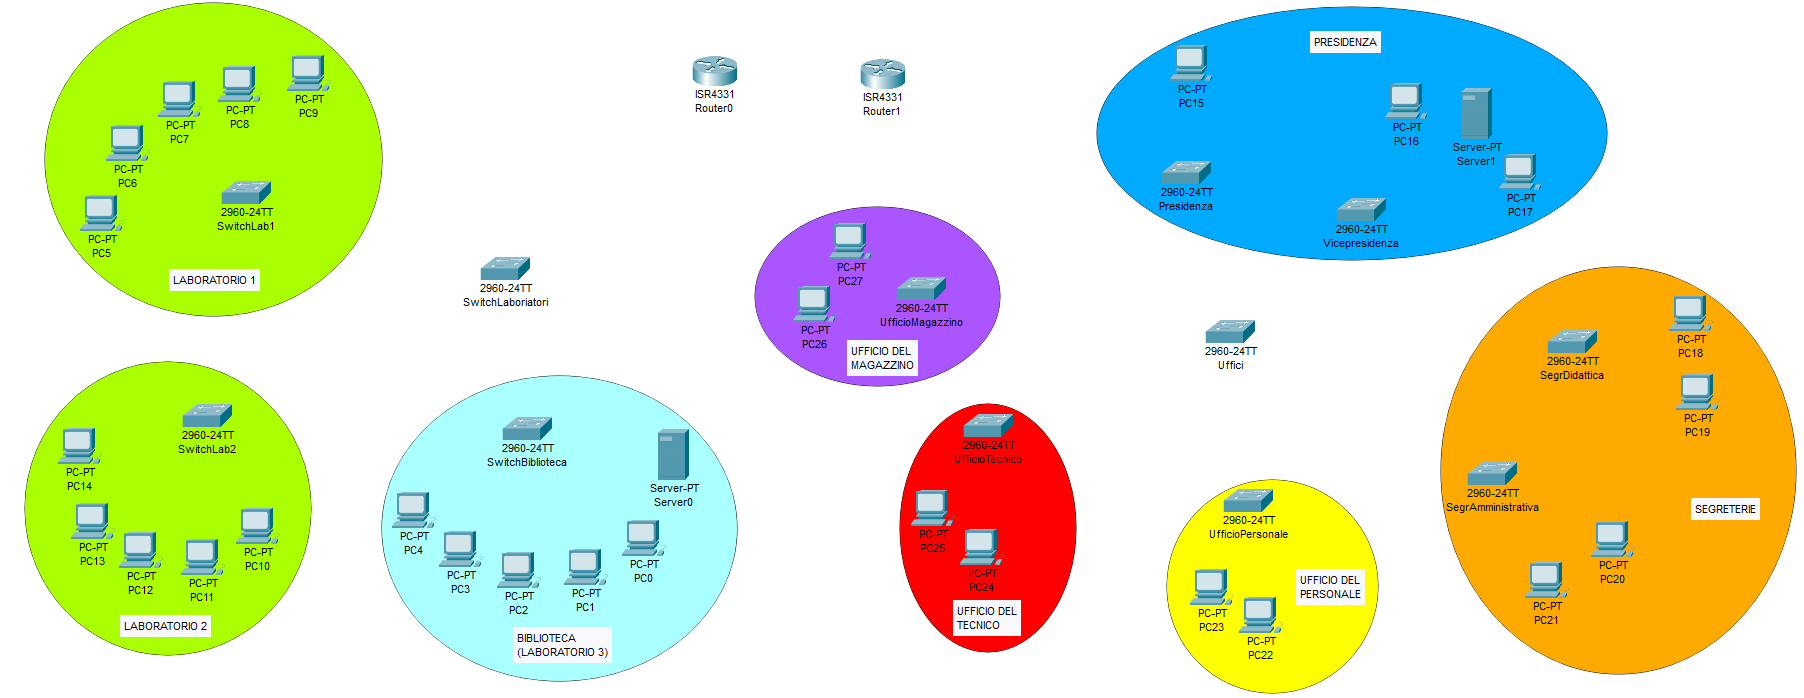 PC-PT
PC9
PC-PT
PC8
PC-PT
PC7
PC-PT
PC6
PC-PT
PC5
2960-24TT
SwitchLab1
LABORATORIO 1
ISR4331
Router0
ISR4331
Router1
PRESIDENZA
PC-PT
PC15
PC-PT
PC16
Server-PT
Server1
PC-PT
PC17
2960-24TT
Presidenza
2960-24TT
Vicepresidenza
2960-24TT
SwitchLaboriatori
PC-PT
PC27
PC-PT
PC26
2960-24TT
UfficioMagazzino
UFFICIO DEL
MAGAZZINO
2960-24TT
Uffici
PC-PT
PC18
2960-24TT
SegrDidattica
PC-PT
PC19
2960-24TT
SegrAmministrativa
SEGRETERIE
PC-PT
PC20
PC-PT
PC21
2960-24TT
SwitchLab2
PC-PT
PC14
PC-PT
PC13
PC-PT
PC12
PC-PT
PC11
PC-PT
PC10
LABORATORIO 2
2960-24TT
SwitchBiblioteca
Server-PT
Server0
PC-PT
PC4
PC-PT
PC3
PC-PT
PC2
PC-PT
PC1
PC-PT
PC0
BIBLIOTECA
(LABORATORIO 3)
2960-24TT
UfficioTecnico
PC-PT
PC25
PC-PT
PC24
UFFICIO DEL
TECNICO
2960-24TT
UfficioPersonale
PC-PT
PC23
PC-PT
PC22
UFFICIO DEL
PERSONALE